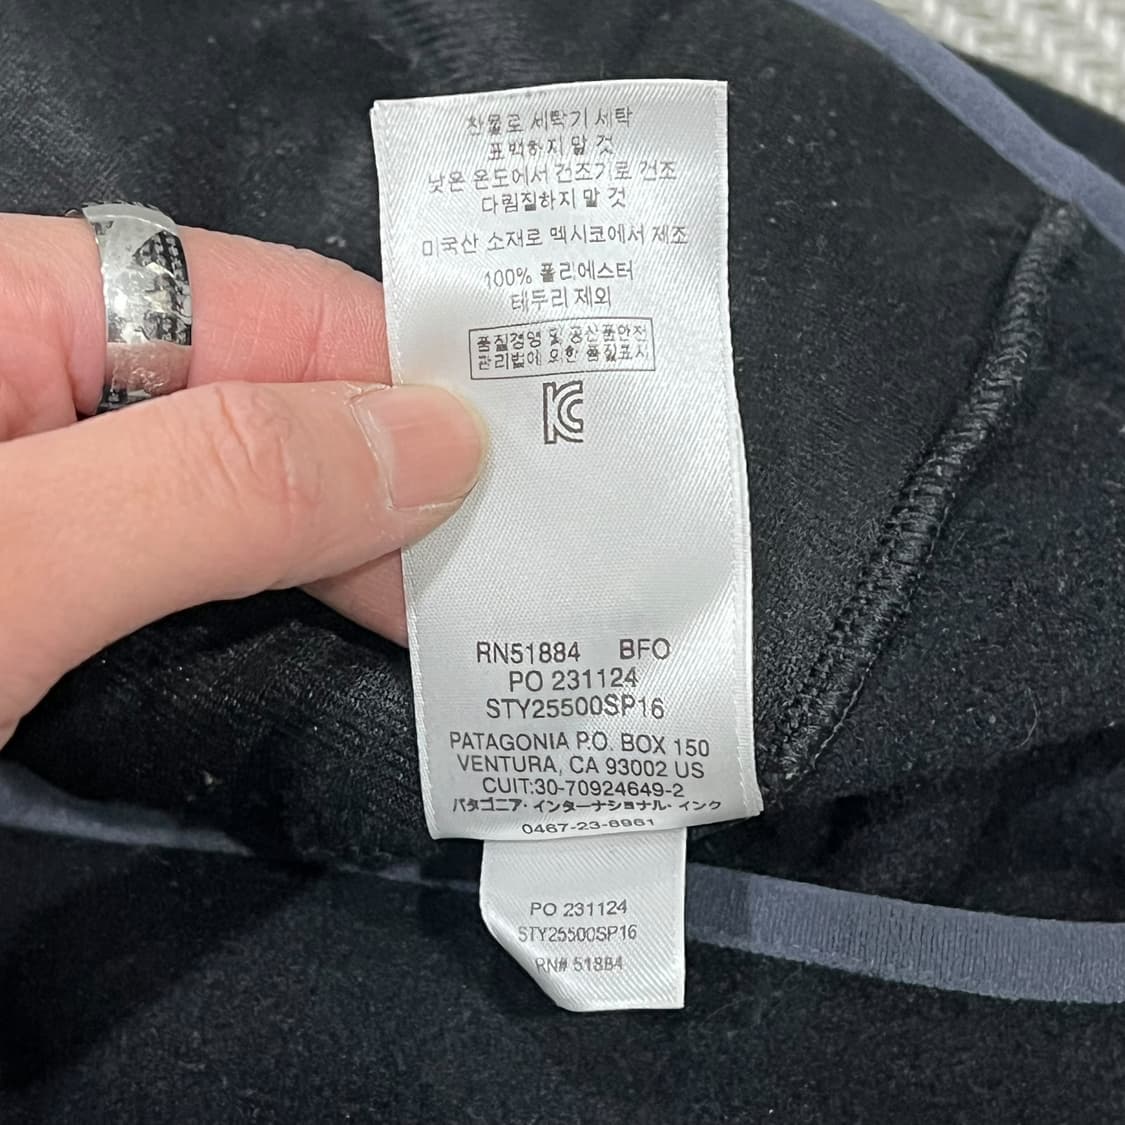 찬물로 세탁기 세탁
표백하지 말 것
낮은 온도에서 건조기로 건조
다림질하지 말 것
미국산 소재로 멕시코에서 제조
100% 폴리에스터
테두리 제외
품질경영 및 공산품안전
관리법에 의한 품질표시
RN51884 BFO
PO 231124
STY25500SP16
PATAGONIA P.O. BOX 150
VENTURA, CA 93002 US
CUIT:30-70924649-2
パタゴニア・インターナショナル・インク
0467-23-8961
PO 231124
STY25500SP16
RN# 51884